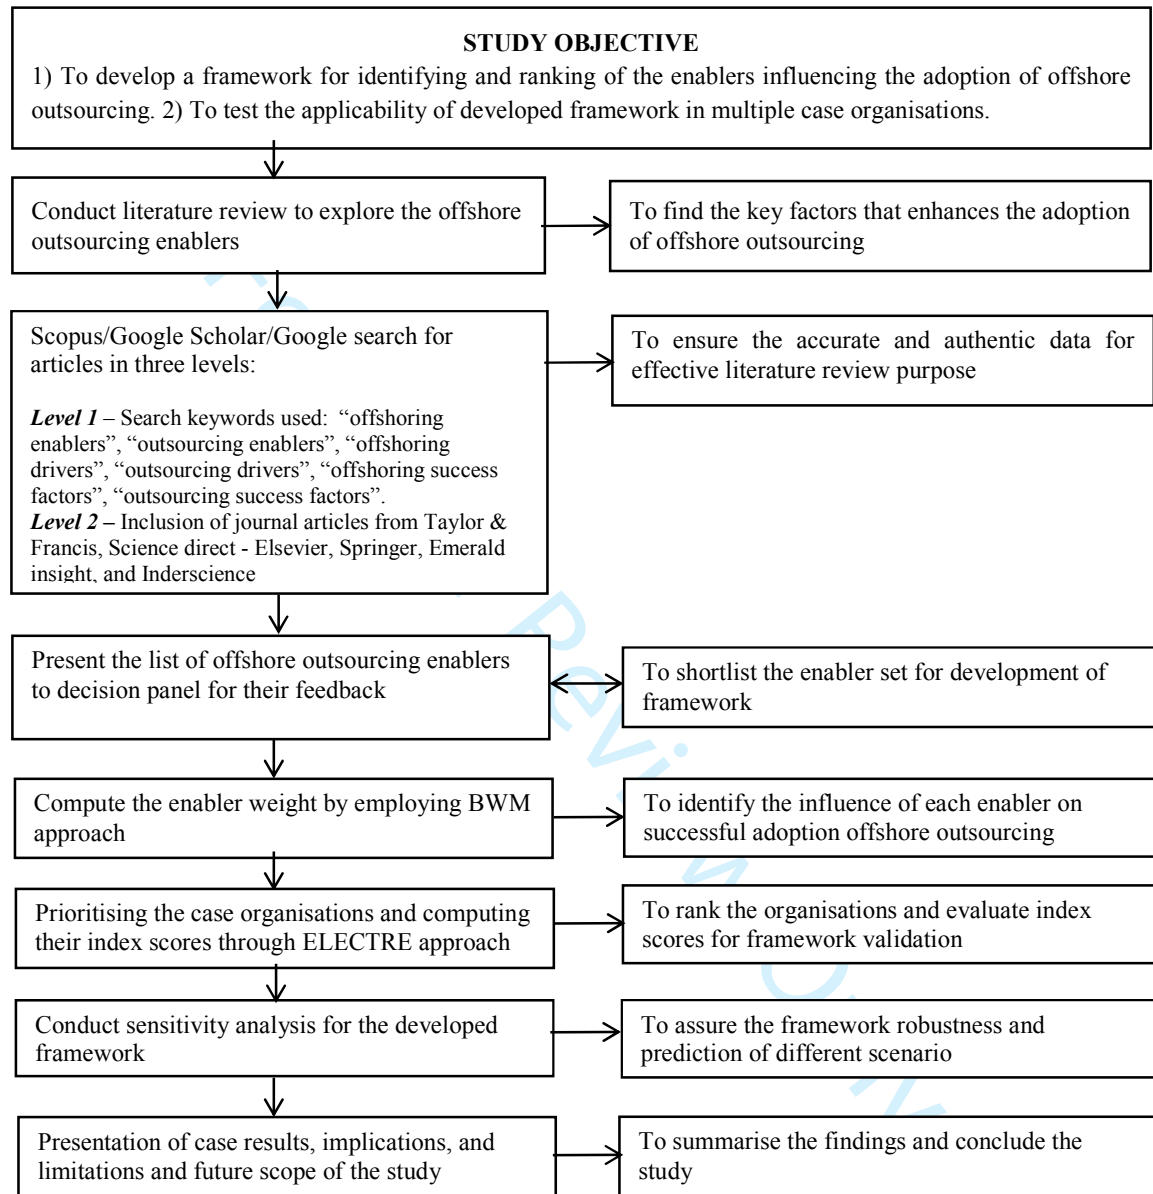 STUDY OBJECTIVE
1) To develop a framework for identifying and ranking of the enablers influencing the adoption of offshore
outsourcing. 2) To test the applicability of developed framework in multiple case organisations.
Conduct literature review to explore the offshore
outsourcing enablers
To find the key factors that enhances the adoption
of offshore outsourcing
Scopus/Google Scholar/Google search for
articles in three levels:
Level 1 – Search keywords used: “offshoring
enablers”, “outsourcing enablers”, “offshoring
drivers”, “outsourcing drivers”, “offshoring success
factors”, “outsourcing success factors”.
Level 2 – Inclusion of journal articles from Taylor &
Francis, Science direct - Elsevier, Springer, Emerald
insight, and Inderscience
To ensure the accurate and authentic data for
effective literature review purpose
Present the list of offshore outsourcing enablers
to decision panel for their feedback
To shortlist the enabler set for development of
framework
Compute the enabler weight by employing BWM
approach
To identify the influence of each enabler on
successful adoption offshore outsourcing
Prioritising the case organisations and computing
their index scores through ELECTRE approach
To rank the organisations and evaluate index
scores for framework validation
Conduct sensitivity analysis for the developed
framework
To assure the framework robustness and
prediction of different scenario
Presentation of case results, implications, and
limitations and future scope of the study
To summarise the findings and conclude the
study